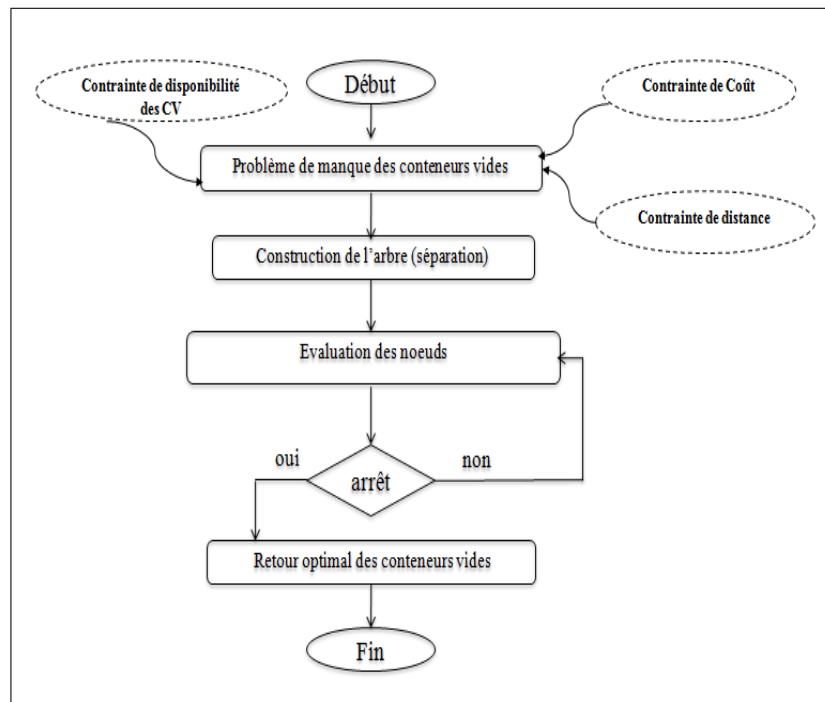 Début
Contrainte de disponibilité
des CV
Contrainte de Coût
Problème de manque des conteneurs vides
Contrainte de distance
Construction de l'arbre (séparation)
Evaluation des noeuds
oui
non
arrêt
Retour optimal des conteneurs vides
Fin